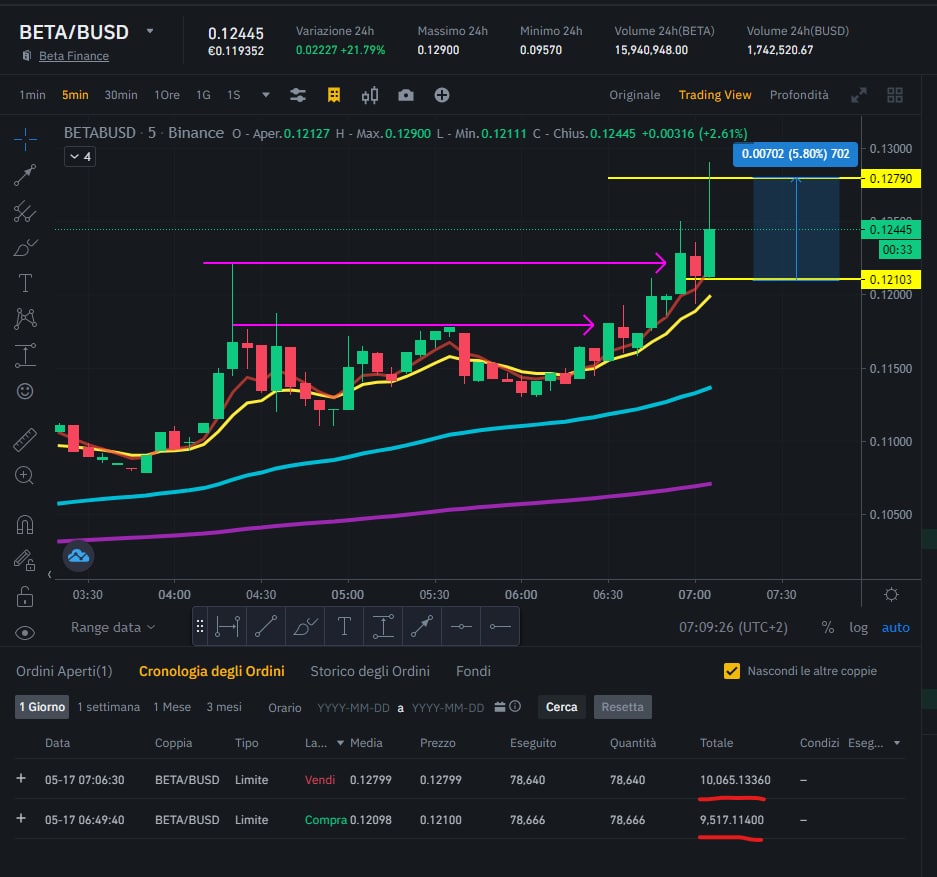 BETA/BUSD
Beta Finance
0.12445
€0.119352
Variazione 24h
0.02227 +21.79%
Massimo 24h
0.12900
Minimo 24h
0.09570
Volume 24h(BETA)
15,940,948.00
Volume 24h(BUSD)
1,742,520.67
1min 5min 30min 1Ore 1G 1S
Originale Trading View Profondità
BETABUSD · 5 · Binance O - Aper.0.12127 H - Max.0.12900 L - Min.0.12111 C - Chius.0.12445 +0.00316 (+2.61%)
4
0.00702 (5.80%) 702
0.13000
0.12790
0.12445
00:33
0.12103
0.12000
0.11500
0.11000
0.10500
03:30 04:00 04:30 05:00 05:30 06:00 06:30 07:00 07:30
Range data 07:09:26 (UTC+2) % log auto
Ordini Aperti(1) Cronologia degli Ordini Storico degli Ordini Fondi Nascondi le altre coppie
1 Giorno 1 settimana 1 Mese 3 mesi Orario YYYY-MM-DD a YYYY-MM-DD Cerca Resetta
Data Coppia Tipo La... Media Prezzo Eseguito Quantità Totale Condizi Eseg...
+ 05-17 07:06:30 BETA/BUSD Limite Vendi 0.12799 0.12799 78,640 78,640 10,065.13360 –
+ 05-17 06:49:40 BETA/BUSD Limite Compra 0.12098 0.12100 78,666 78,666 9,517.11400 –